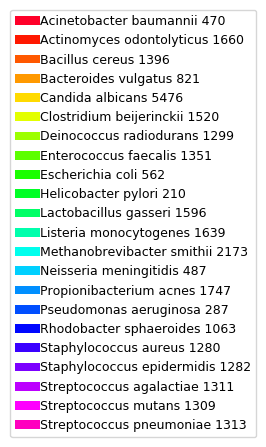 Acinetobacter baumannii 470
Actinomyces odontolyticus 1660
Bacillus cereus 1396
Bacteroides vulgatus 821
Candida albicans 5476
Clostridium beijerinckii 1520
Deinococcus radiodurans 1299
Enterococcus faecalis 1351
Escherichia coli 562
Helicobacter pylori 210
Lactobacillus gasseri 1596
Listeria monocytogenes 1639
Methanobrevibacter smithii 2173
Neisseria meningitidis 487
Propionibacterium acnes 1747
Pseudomonas aeruginosa 287
Rhodobacter sphaeroides 1063
Staphylococcus aureus 1280
Staphylococcus epidermidis 1282
Streptococcus agalactiae 1311
Streptococcus mutans 1309
Streptococcus pneumoniae 1313